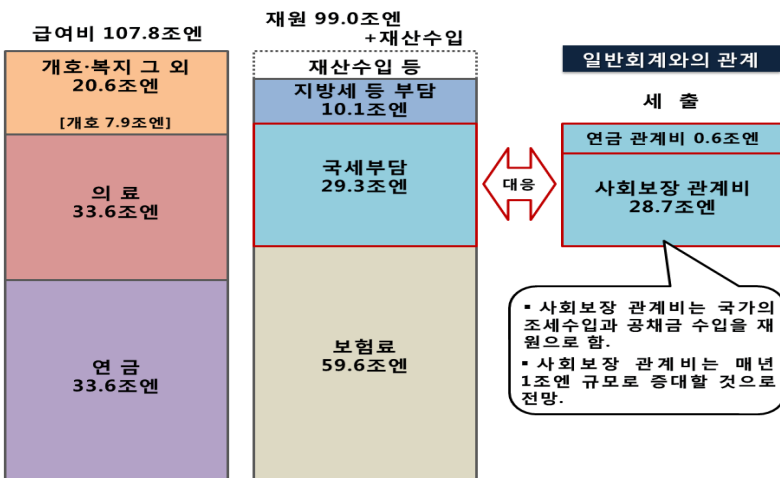 급여비 107.8조엔
개호·복지 그 외
20.6조엔
[개호 7.9조엔]
의료
33.6조엔
연금
33.6조엔
재원 99.0조엔
+재산수입
재산수입 등
지방세 등 부담
10.1조엔
국세부담
29.3조엔
보험료
59.6조엔
대응
일반회계와의 관계
세 출
연금 관계비 0.6조엔
사회보장 관계비
28.7조엔
▪ 사회보장 관계비는 국가의
조세수입과 공채금 수입을 재
원으로 함.
▪ 사회보장 관계비는 매년
1조엔 규모로 증대할 것으로
전망.